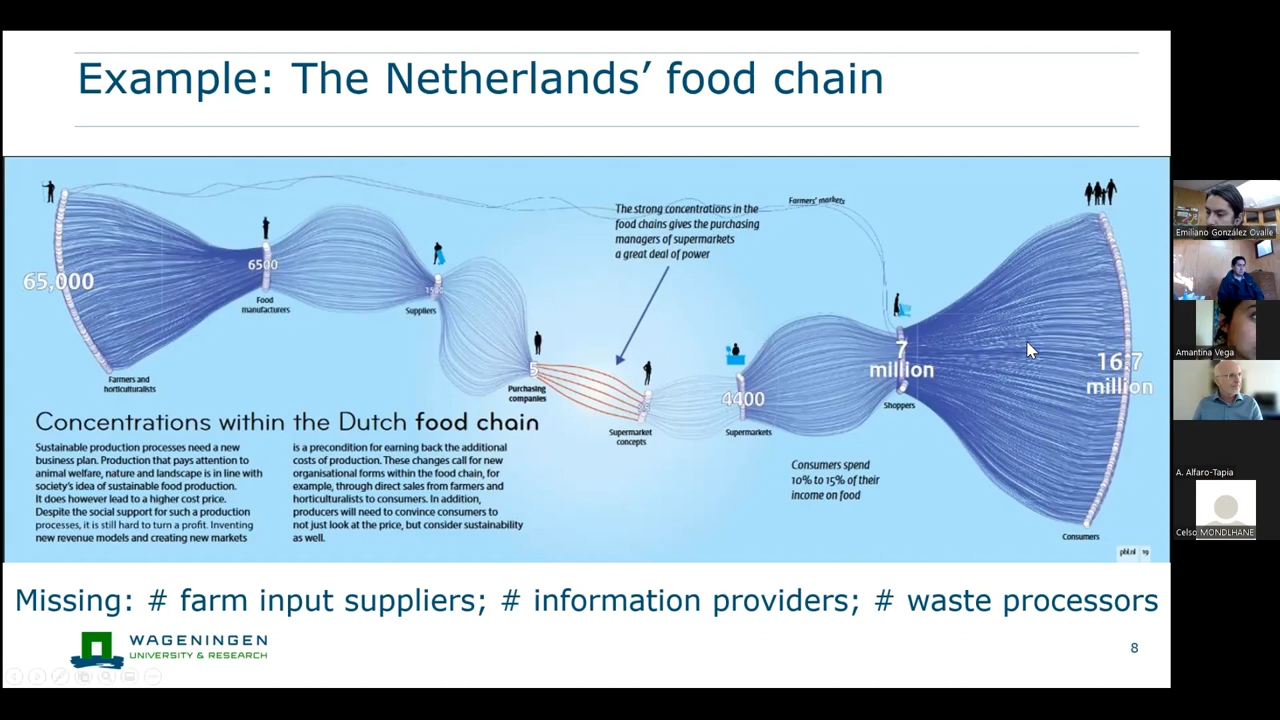 Example: The Netherlands’ food chain
65,000
Farmers and
horticulturalists
6500
Food
manufacturers
Suppliers
5
Purchasing
companies
The strong concentrations in the
food chains gives the purchasing
managers of supermarkets
a great deal of power
Supermarket
concepts
4400
Supermarkets
Farmers' markets
7
million
Shoppers
16,7
million
Consumers
Consumers spend
10% to 15% of their
income on food
Concentrations within the Dutch food chain
Sustainable production processes need a new
business plan. Production that pays attention to
animal welfare, nature and landscape is in line with
society's idea of sustainable food production.
It does however lead to a higher cost price.
Despite the social support for such a production
processes, it is still hard to turn a profit. Inventing
new revenue models and creating new markets
is a precondition for earning back the additional
costs of production. These changes call for new
organisational forms within the food chain, for
example, through direct sales from farmers and
horticulturalists to consumers. In addition,
producers will need to convince consumers to
not just look at the price, but consider sustainability
as well.
pbl.nl 19
Missing: # farm input suppliers; # information providers; # waste processors
WAGENINGEN
UNIVERSITY & RESEARCH
8
Emiliano González Ovalle
Amantina Vega
A. Alfaro-Tapia
Celso MONDLHANE